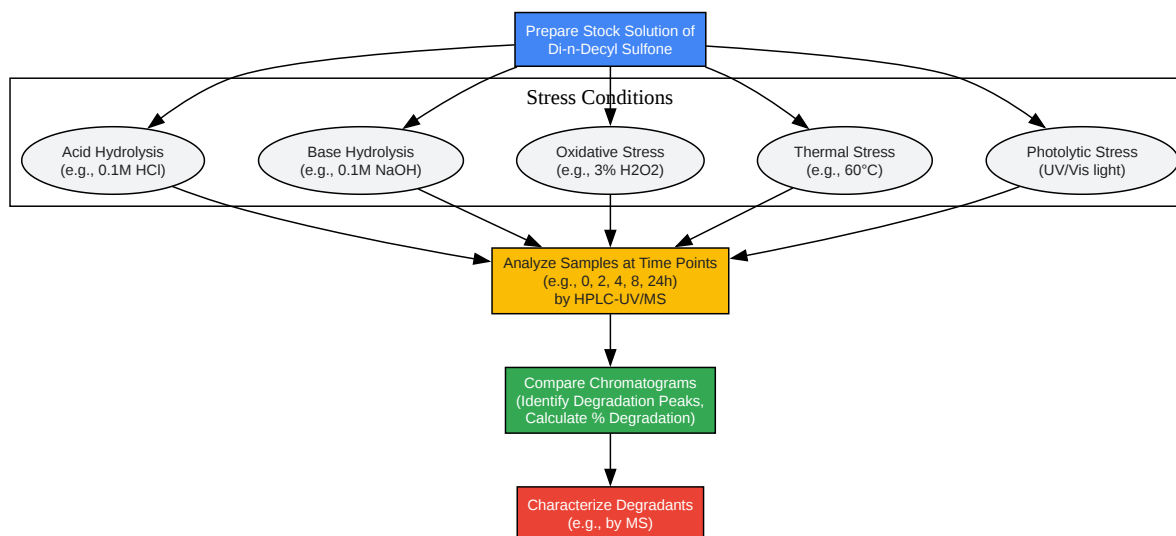 Prepare Stock Solution of
Di-n-Decyl Sulfone
Stress Conditions
Acid Hydrolysis
(e.g., 0.1M HCl)
Base Hydrolysis
(e.g., 0.1M NaOH)
Oxidative Stress
(e.g., 3% H2O2)
Thermal Stress
(e.g., 60°C)
Photolytic Stress
(UV/Vis light)
Analyze Samples at Time Points
(e.g., 0, 2, 4, 8, 24h)
by HPLC-UV/MS
Compare Chromatograms
(Identify Degradation Peaks,
Calculate % Degradation)
Characterize Degradants
(e.g., by MS)